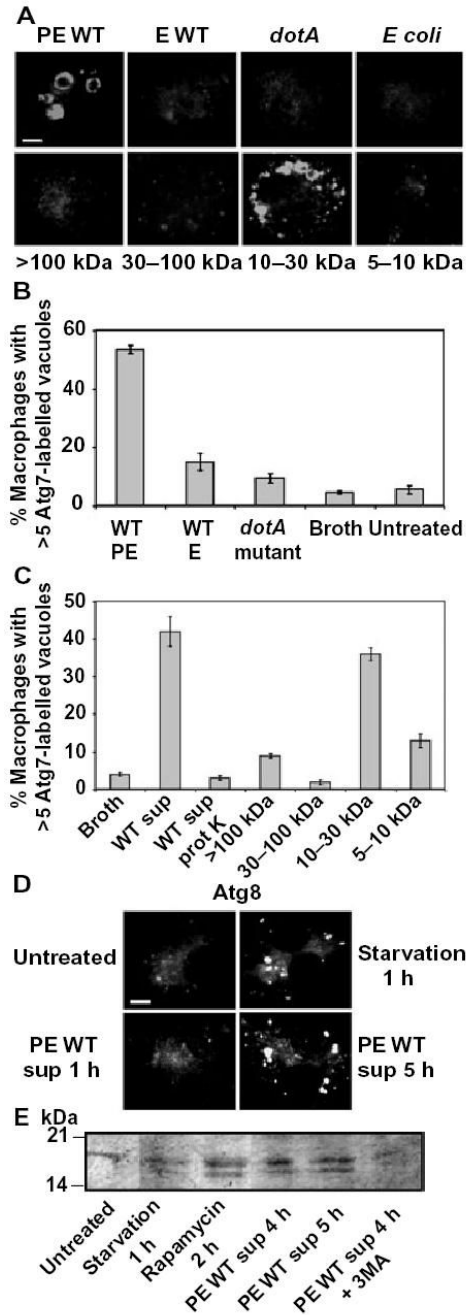 A
PE WT E WT dotA E coli
>100 kDa 30–100 kDa 10–30 kDa 5–10 kDa
B
% Macrophages with
>5 Atg7-labelled vacuoles
60
40
20
0
WT PE
WT E
dotA mutant
Broth
Untreated
C
% Macrophages with
>5 Atg7-labelled vacuoles
50
40
30
20
10
0
Broth
WT sup
WT sup prot K
>100 kDa
30–100 kDa
10–30 kDa
5–10 kDa
D
Atg8
Untreated
Starvation
1 h
PE WT
sup 1 h
PE WT
sup 5 h
E kDa
21
14
Untreated
Starvation
1 h
Rapamycin
2 h
PE WT sup 4 h
PE WT sup 5 h
PE WT sup 4 h
+ 3MA